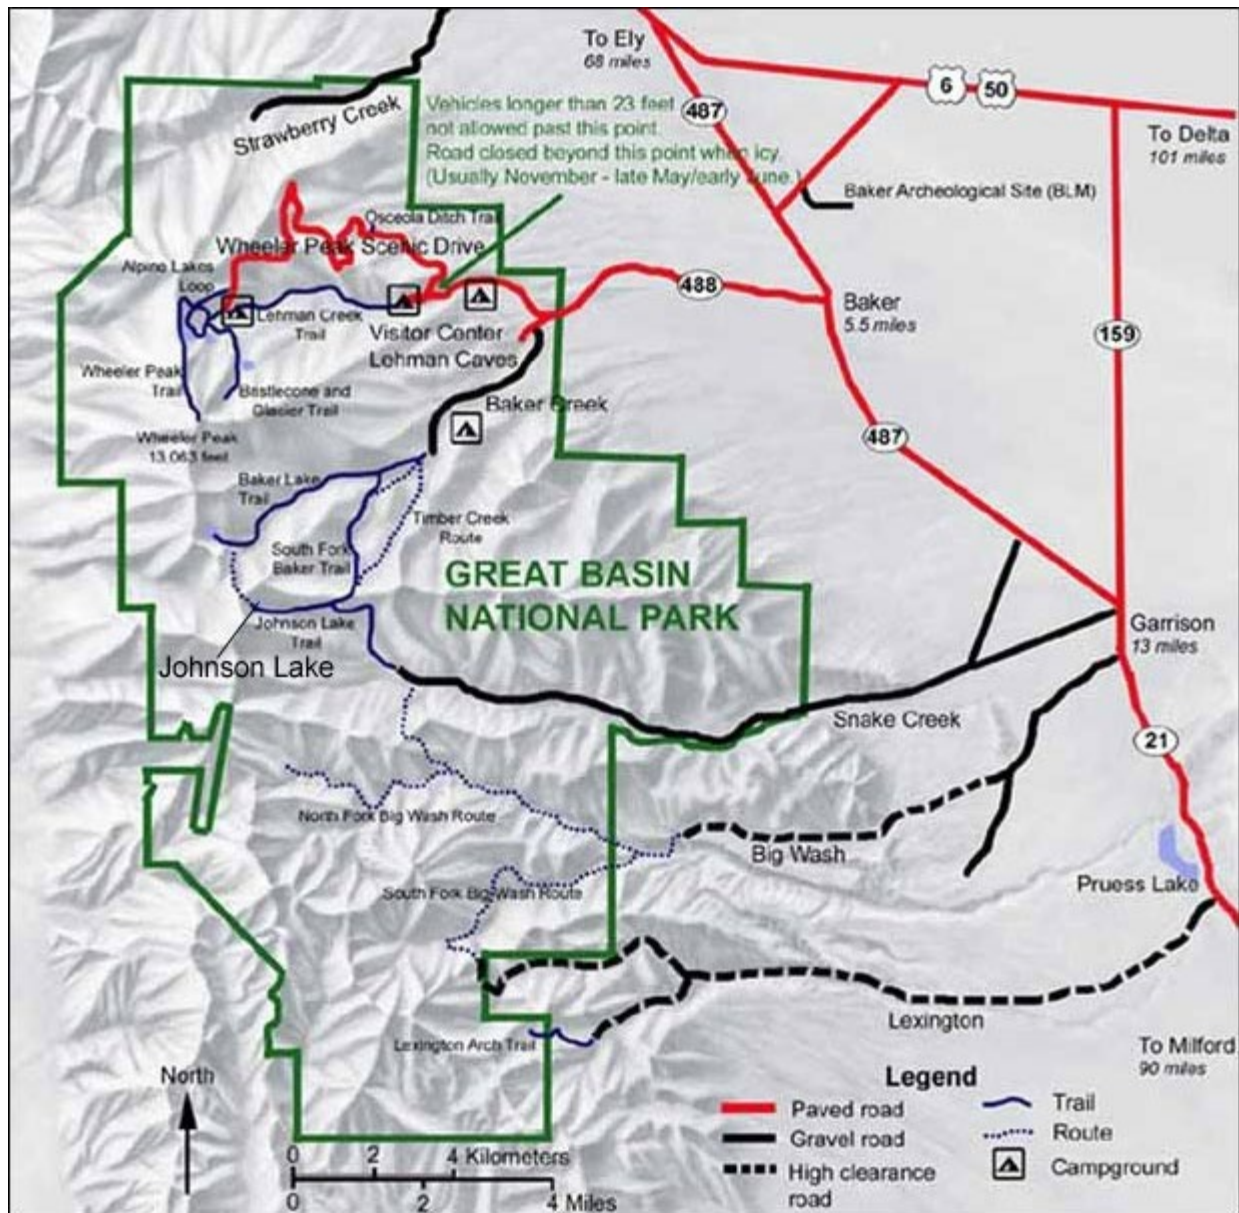 To Ely
68 miles
6
50
487
To Delta
101 miles
Strawberry Creek
Vehicles longer than 23 feet
not allowed past this point.
Road closed beyond this point when icy.
(Usually November - late May/early June.)
Baker Archeological Site (BLM)
Osceola Ditch Trail
Wheeler Peak Scenic Drive
Alpine Lakes
Loop
488
Baker
5.5 miles
Lehman Creek
Trail
Visitor Center
Lehman Caves
159
Wheeler Peak
Trail
Bristlecone and
Glacier Trail
Baker Creek
Wheeler Peak
13,063 feet
487
Baker Lake
Trail
Timber Creek
Route
South Fork
Baker Trail
GREAT BASIN
NATIONAL PARK
Johnson Lake
Trail
Johnson Lake
Garrison
13 miles
Snake Creek
21
North Fork Big Wash Route
Big Wash
South Fork Big Wash Route
Pruess Lake
Lexington
Lexington Arch Trail
To Milford
90 miles
North
Legend
Paved road
Gravel road
High clearance
road
Trail
Route
Campground
0 2 4 Kilometers
0 2 4 Miles